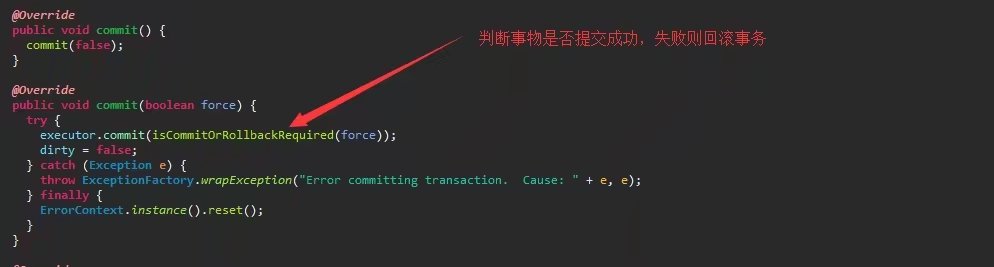 @Override
public void commit() {
commit(false);
}
判断事物是否提交成功，失败则回滚事务
@Override
public void commit(boolean force) {
try {
executor.commit(isCommitOrRollbackRequired(force));
dirty = false;
} catch (Exception e) {
throw ExceptionFactory.wrapException("Error committing transaction.  Cause: " + e, e);
} finally {
ErrorContext.instance().reset();
}
}